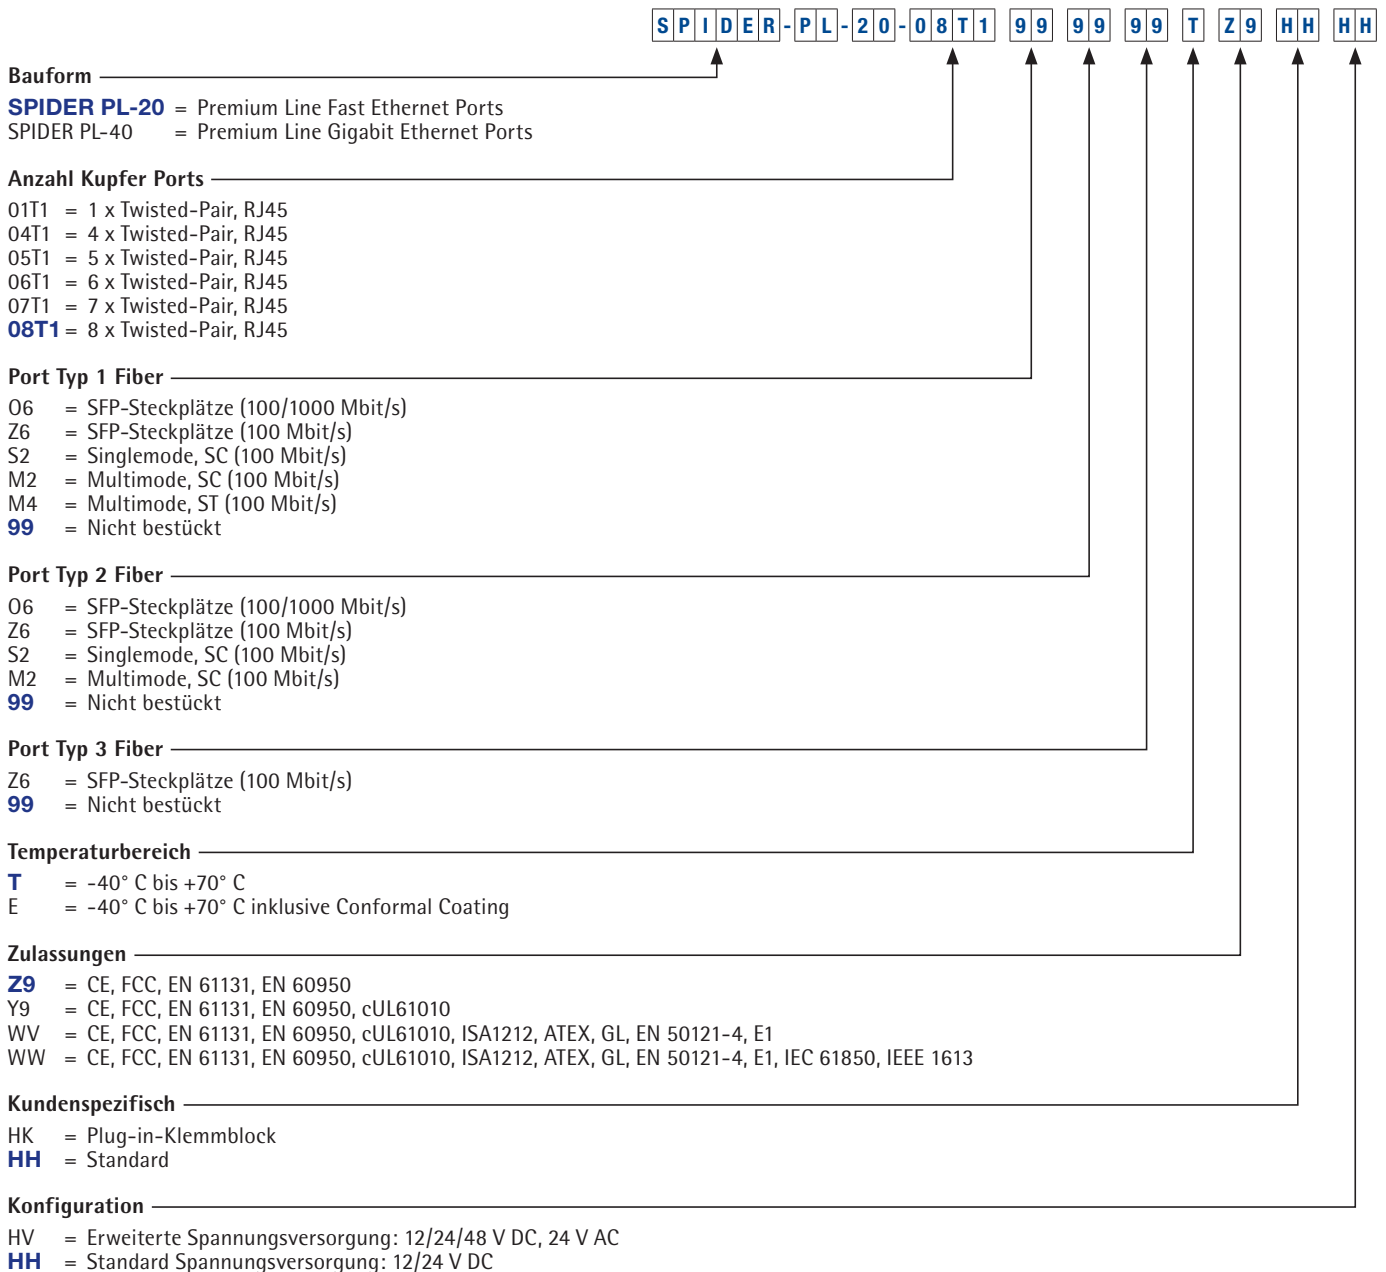 SPIDER-PL-20-08T1 99 99 99 T Z9 HH HH
Bauform
SPIDER PL-20 = Premium Line Fast Ethernet Ports
SPIDER PL-40 = Premium Line Gigabit Ethernet Ports
Anzahl Kupfer Ports
01T1 = 1 x Twisted-Pair, RJ45
04T1 = 4 x Twisted-Pair, RJ45
05T1 = 5 x Twisted-Pair, RJ45
06T1 = 6 x Twisted-Pair, RJ45
07T1 = 7 x Twisted-Pair, RJ45
08T1 = 8 x Twisted-Pair, RJ45
Port Typ 1 Fiber
O6 = SFP-Steckplätze (100/1000 Mbit/s)
Z6 = SFP-Steckplätze (100 Mbit/s)
S2 = Singlemode, SC (100 Mbit/s)
M2 = Multimode, SC (100 Mbit/s)
M4 = Multimode, ST (100 Mbit/s)
99 = Nicht bestückt
Port Typ 2 Fiber
O6 = SFP-Steckplätze (100/1000 Mbit/s)
Z6 = SFP-Steckplätze (100 Mbit/s)
S2 = Singlemode, SC (100 Mbit/s)
M2 = Multimode, SC (100 Mbit/s)
99 = Nicht bestückt
Port Typ 3 Fiber
Z6 = SFP-Steckplätze (100 Mbit/s)
99 = Nicht bestückt
Temperaturbereich
T = -40° C bis +70° C
E = -40° C bis +70° C inklusive Conformal Coating
Zulassungen
Z9 = CE, FCC, EN 61131, EN 60950
Y9 = CE, FCC, EN 61131, EN 60950, cUL61010
WV = CE, FCC, EN 61131, EN 60950, cUL61010, ISA1212, ATEX, GL, EN 50121-4, E1
WW = CE, FCC, EN 61131, EN 60950, cUL61010, ISA1212, ATEX, GL, EN 50121-4, E1, IEC 61850, IEEE 1613
Kundenspezifisch
HK = Plug-in-Klemmblock
HH = Standard
Konfiguration
HV = Erweiterte Spannungsversorgung: 12/24/48 V DC, 24 V AC
HH = Standard Spannungsversorgung: 12/24 V DC